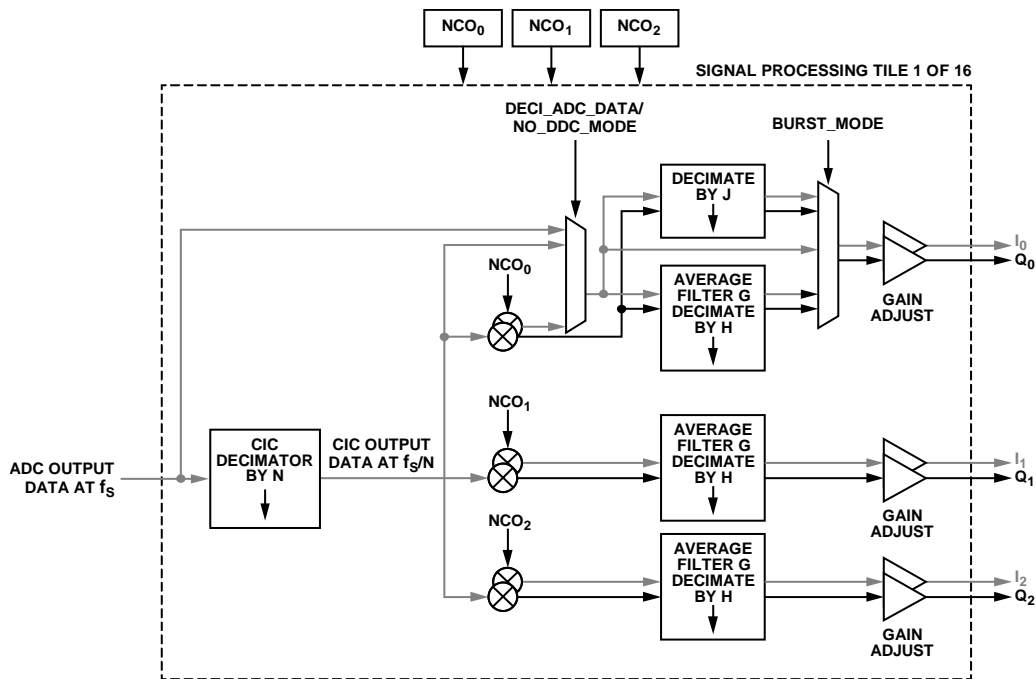 NCO0
NCO1
NCO2
SIGNAL PROCESSING TILE 1 OF 16
DECI_ADC_DATA/
NO_DDC_MODE
BURST_MODE
DECIMATE
BY J
NCO0
AVERAGE
FILTER G
DECIMATE
BY H
I0
Q0
GAIN
ADJUST
NCO1
ADC OUTPUT
DATA AT fS
CIC
DECIMATOR
BY N
CIC OUTPUT
DATA AT fS/N
AVERAGE
FILTER G
DECIMATE
BY H
I1
Q1
GAIN
ADJUST
NCO2
AVERAGE
FILTER G
DECIMATE
BY H
I2
Q2
GAIN
ADJUST